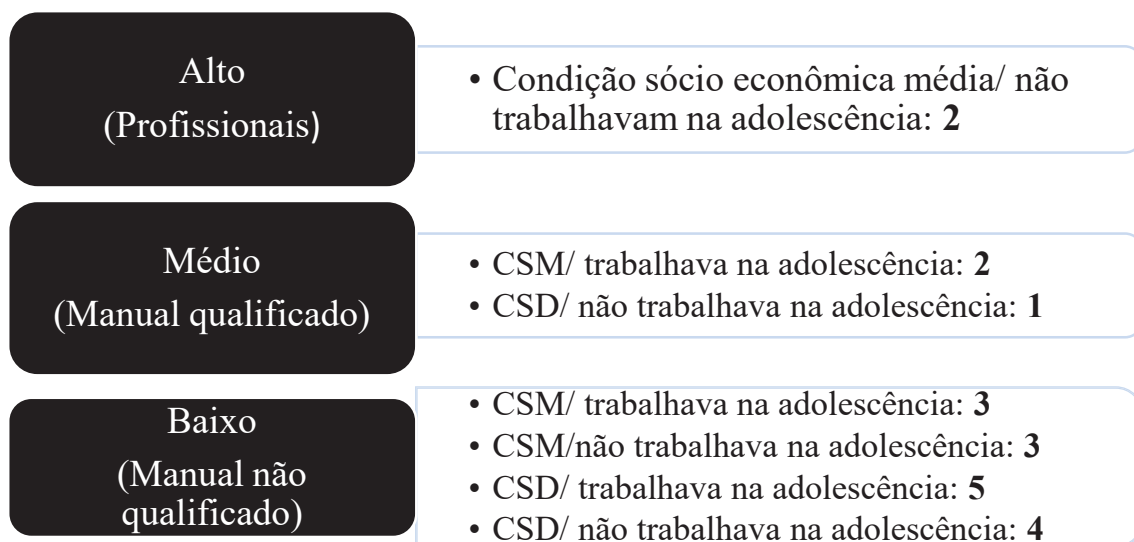 Alto
(Profissionais)
• Condição sócio econômica média/ não
trabalhavam na adolescência: 2
Médio
(Manual qualificado)
• CSM/ trabalhava na adolescência: 2
• CSD/ não trabalhava na adolescência: 1
Baixo
(Manual não
qualificado)
• CSM/ trabalhava na adolescência: 3
• CSM/não trabalhava na adolescência: 3
• CSD/ trabalhava na adolescência: 5
• CSD/ não trabalhava na adolescência: 4